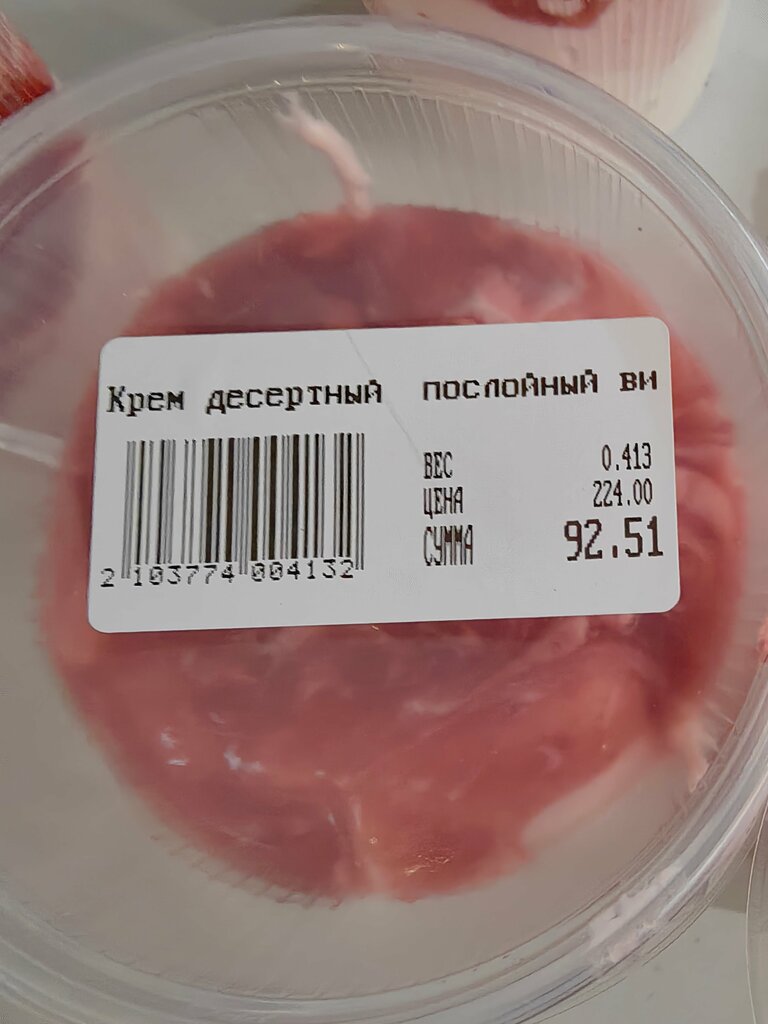 Крем десертный послойный ви
ВЕС 0.413
ЦЕНА 224.00
СУММА 92.51
2 103774 004132